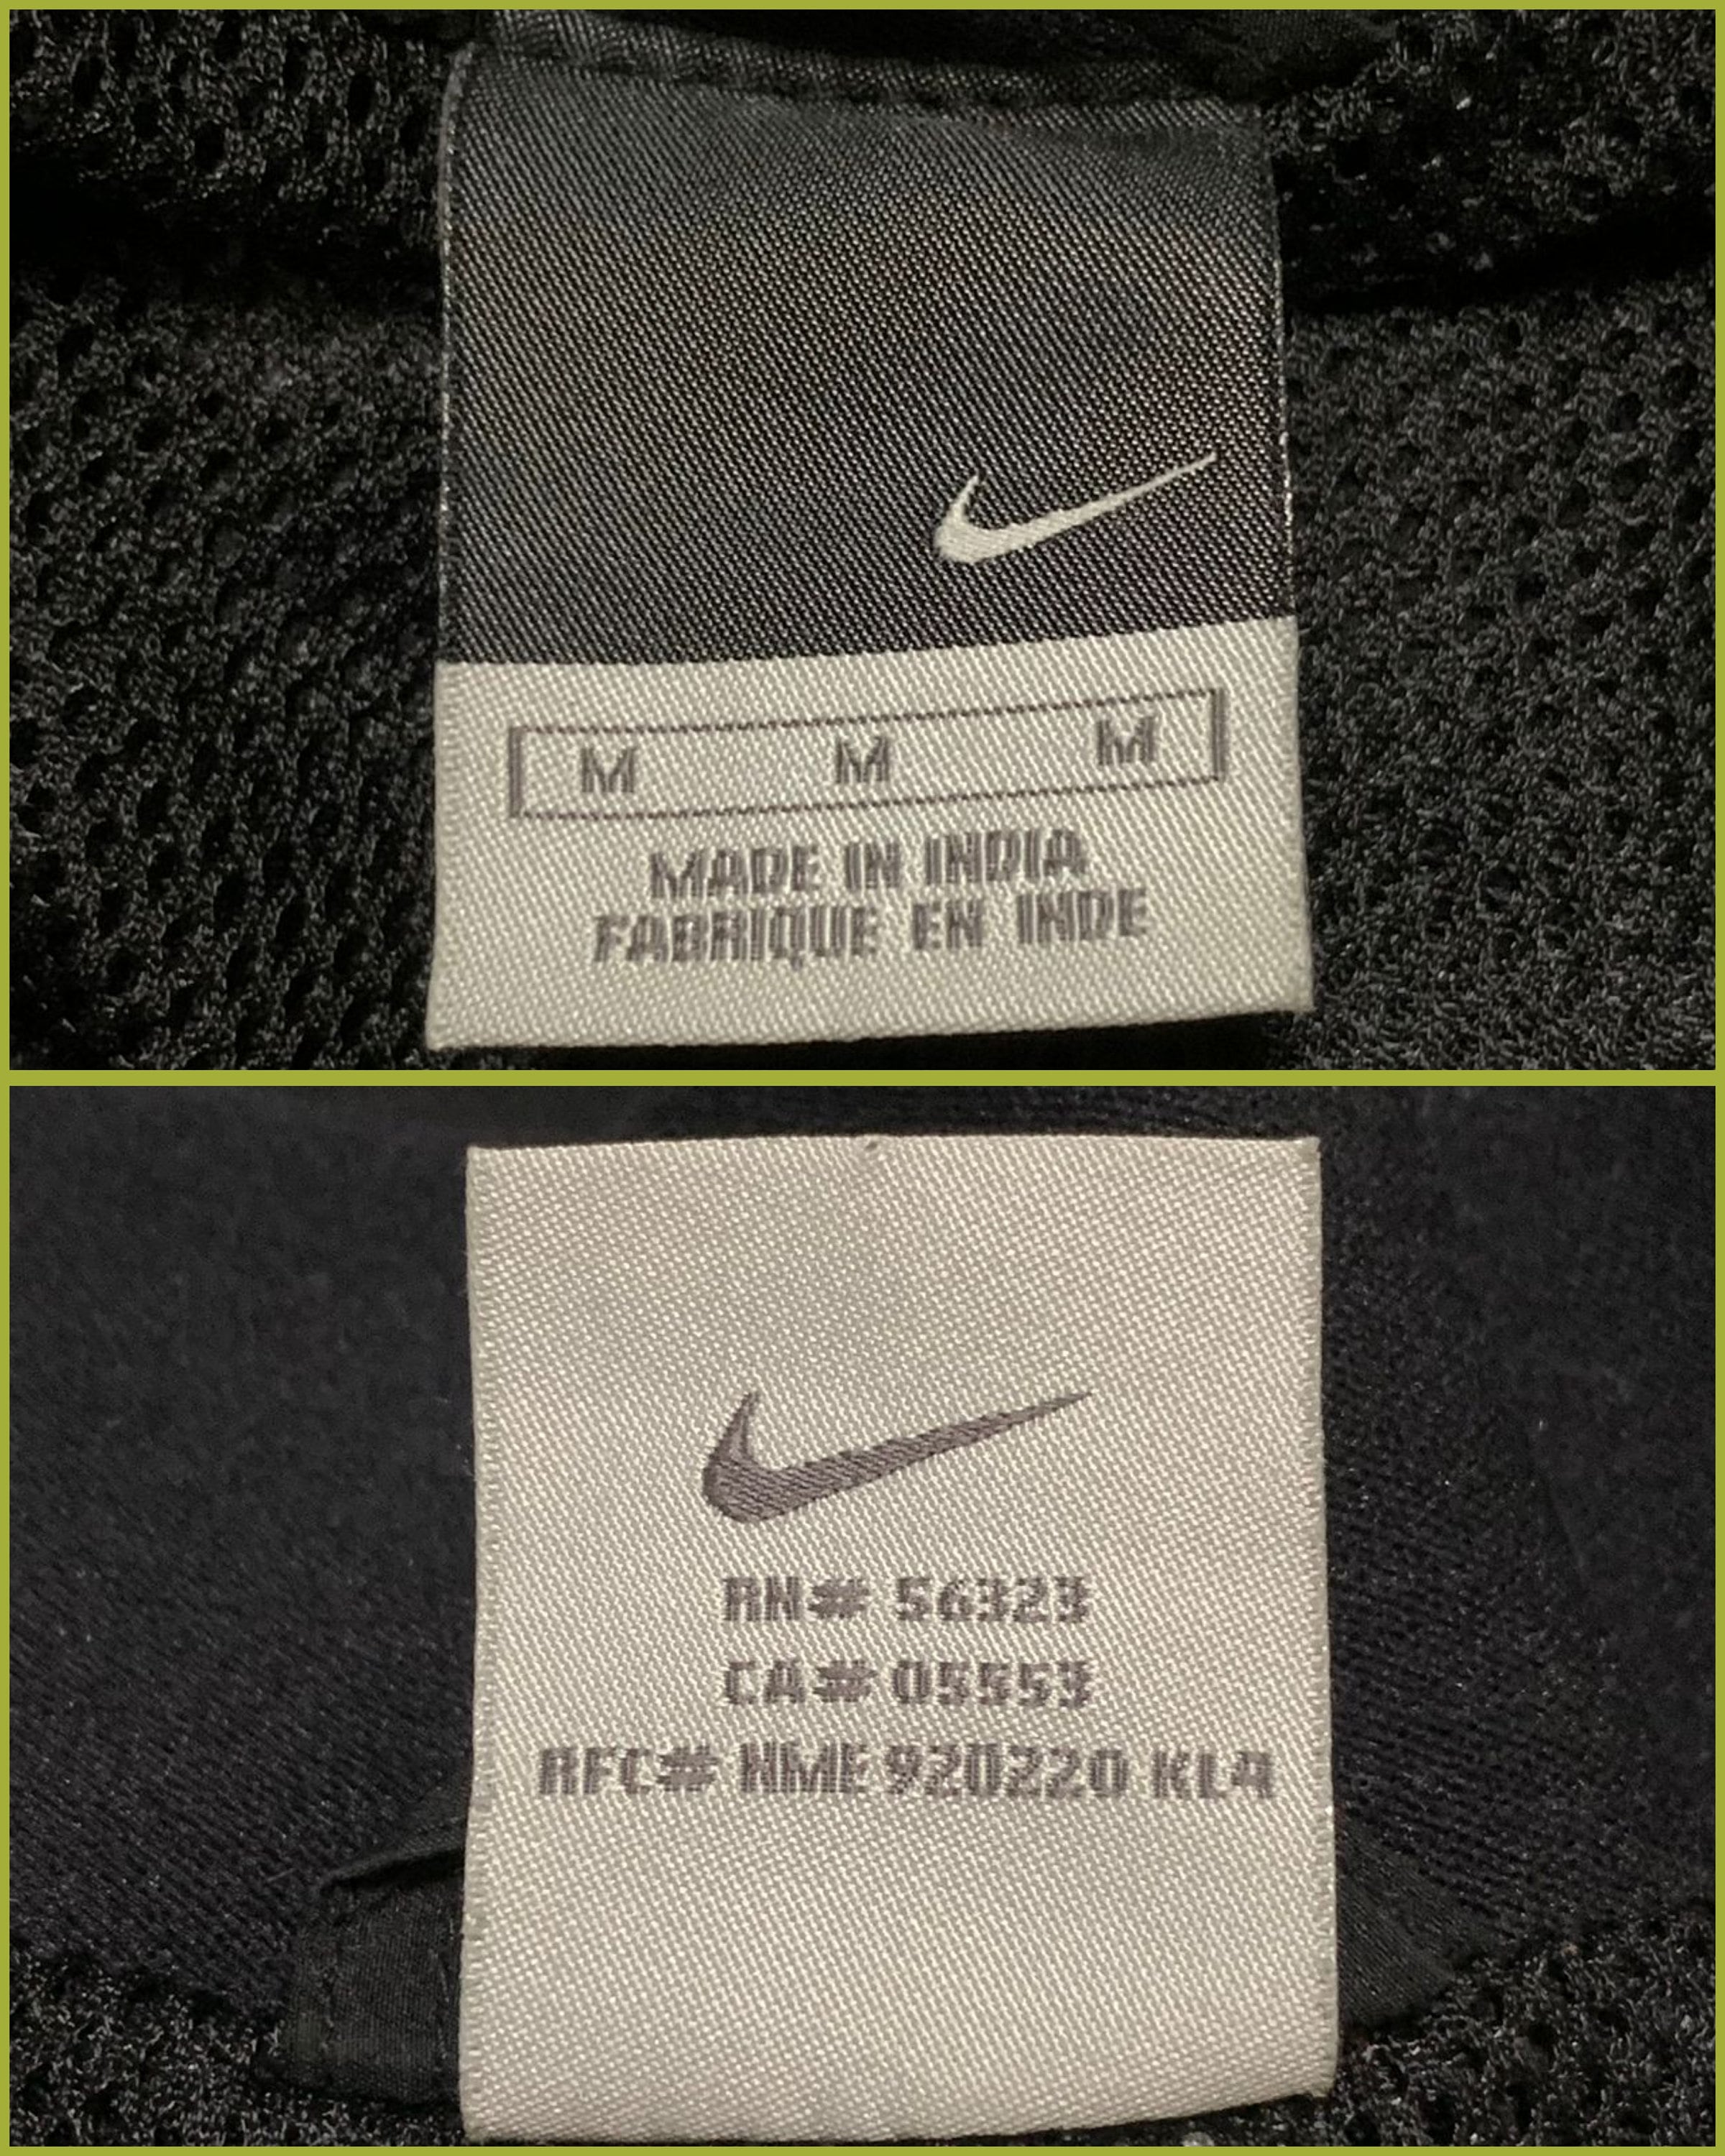 M M M
MADE IN INDIA
FABRIQUE EN INDE
RN# 56323
CA# 05553
RFC# NME 920220 KL4